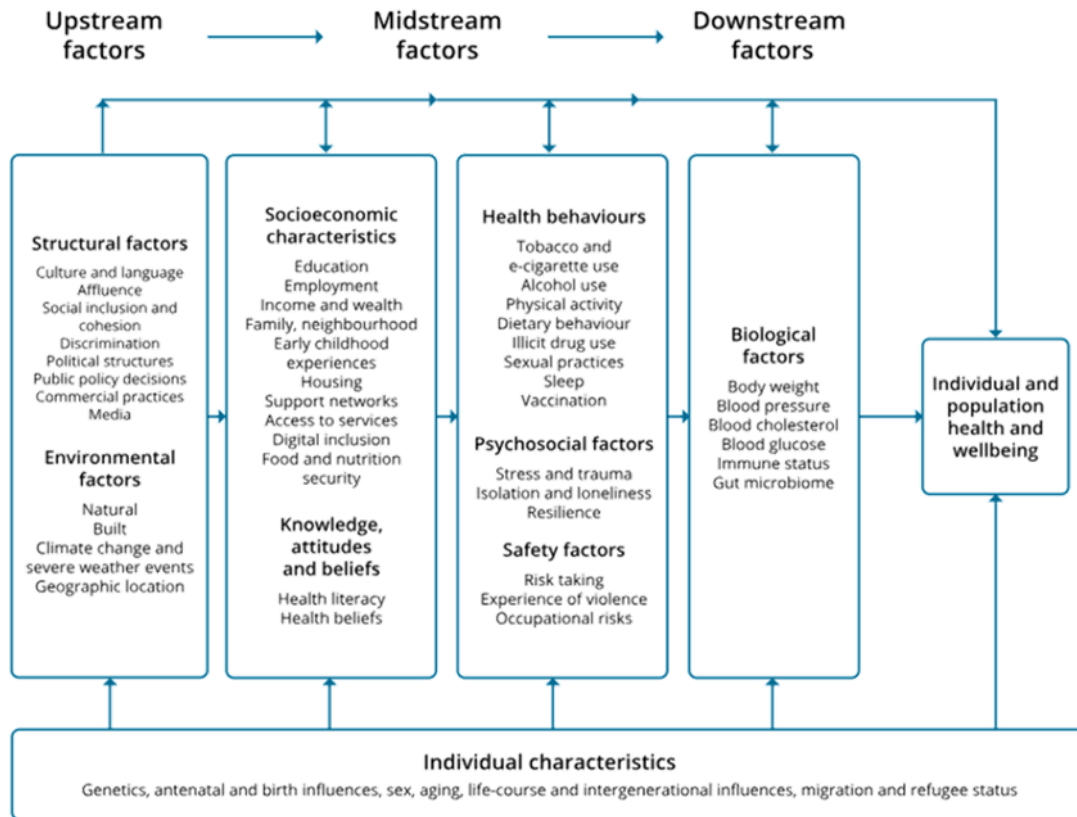 Upstream
factors
Midstream
factors
Downstream
factors
Structural factors
Culture and language
Affluence
Social inclusion and
cohesion
Discrimination
Political structures
Public policy decisions
Commercial practices
Media
Environmental
factors
Natural
Built
Climate change and
severe weather events
Geographic location
Socioeconomic
characteristics
Education
Employment
Income and wealth
Family, neighbourhood
Early childhood
experiences
Housing
Support networks
Access to services
Digital inclusion
Food and nutrition
security
Knowledge,
attitudes
and beliefs
Health literacy
Health beliefs
Health behaviours
Tobacco and
e-cigarette use
Alcohol use
Physical activity
Dietary behaviour
Illicit drug use
Sexual practices
Sleep
Vaccination
Psychosocial factors
Stress and trauma
Isolation and loneliness
Resilience
Safety factors
Risk taking
Experience of violence
Occupational risks
Biological
factors
Body weight
Blood pressure
Blood cholesterol
Blood glucose
Immune status
Gut microbiome
Individual and
population
health and
wellbeing
Individual characteristics
Genetics, antenatal and birth influences, sex, aging, life-course and intergenerational influences, migration and refugee status